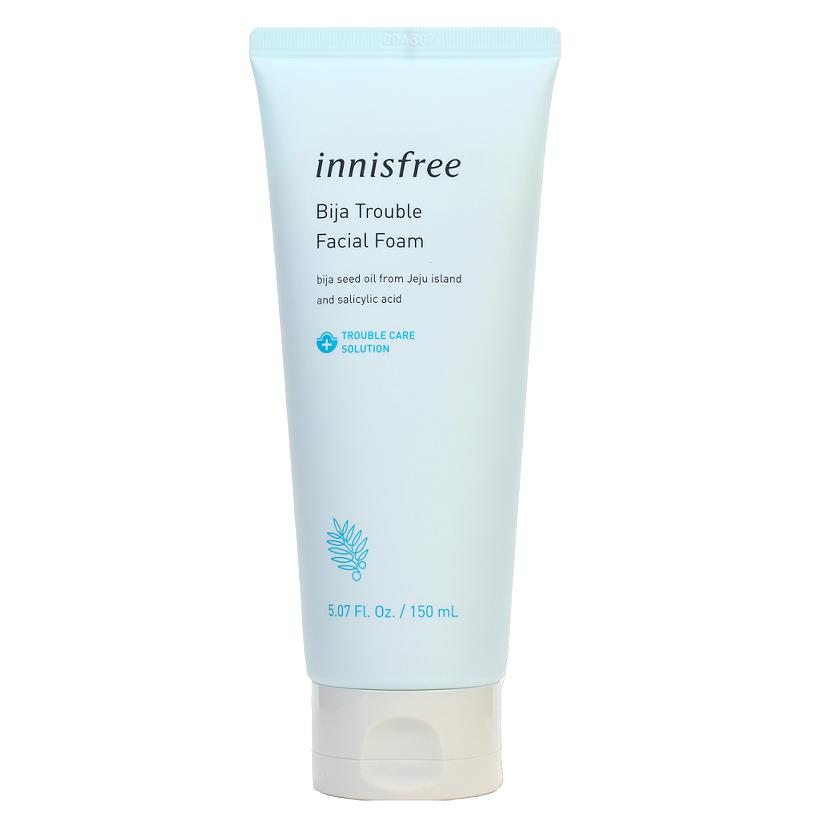 innisfree
Bija Trouble
Facial Foam
bija seed oil from Jeju island
and salicylic acid
TROUBLE CARE
SOLUTION
5.07 Fl. Oz. / 150 mL